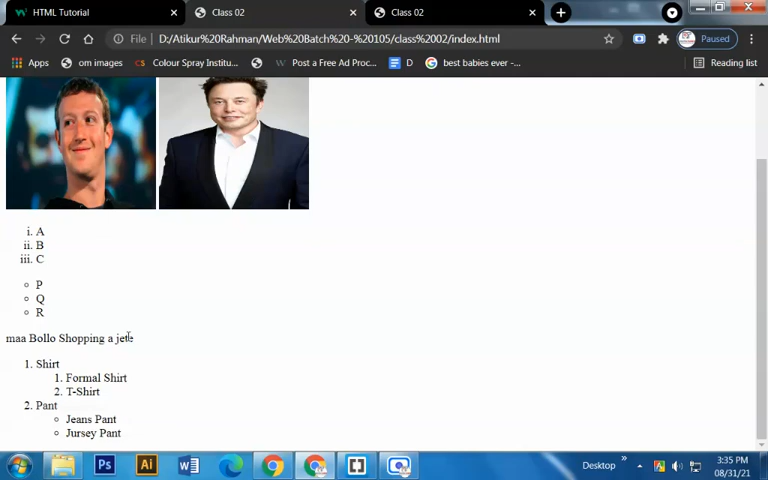 HTML Tutorial
Class 02
Class 02
File
D:/Atikur%20Rahman/Web%20Batch%20-%20105/class%2002/index.html
Paused
Apps
om images
Colour Spray Institu...
Post a Free Ad Proc...
D
best babies ever -...
Reading list
i. A
ii. B
iii. C
P
Q
R
maa Bollo Shopping a jete
1. Shirt
1. Formal Shirt
2. T-Shirt
2. Pant
Jeans Pant
Jursey Pant
Ps
Ai
W
Desktop
3:35 PM
08/31/21